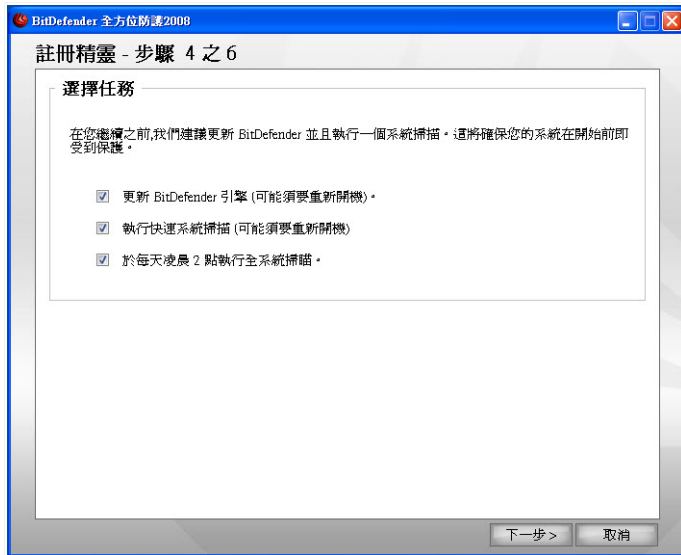 BitDefender 全方位防護2008
註冊精靈 - 步驟 4 之 6
選擇任務
在您繼續之前,我們建議更新 BitDefender 並且執行一個系統掃描。這將確保您的系統在開始前即
受到保護。
更新 BitDefender 引擎 (可能須要重新開機)。
執行快速系統掃描 (可能須要重新開機)
於每天凌晨 2 點執行全系統掃瞄。
下一步 > 取消